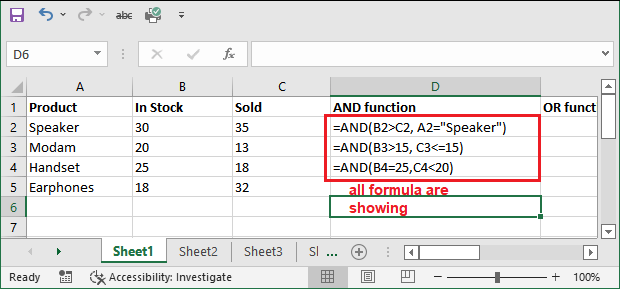 abc
D6
fx
A B C D
1 Product In Stock Sold AND function OR funct
2 Speaker 30 35 =AND(B2>C2, A2="Speaker")
3 Modam 20 13 =AND(B3>15, C3<=15)
4 Handset 25 18 =AND(B4=25,C4<20)
5 Earphones 18 32 all formula are
6 showing
7
Sheet1 Sheet2 Sheet3 Sl ...
Ready Accessibility: Investigate 100%